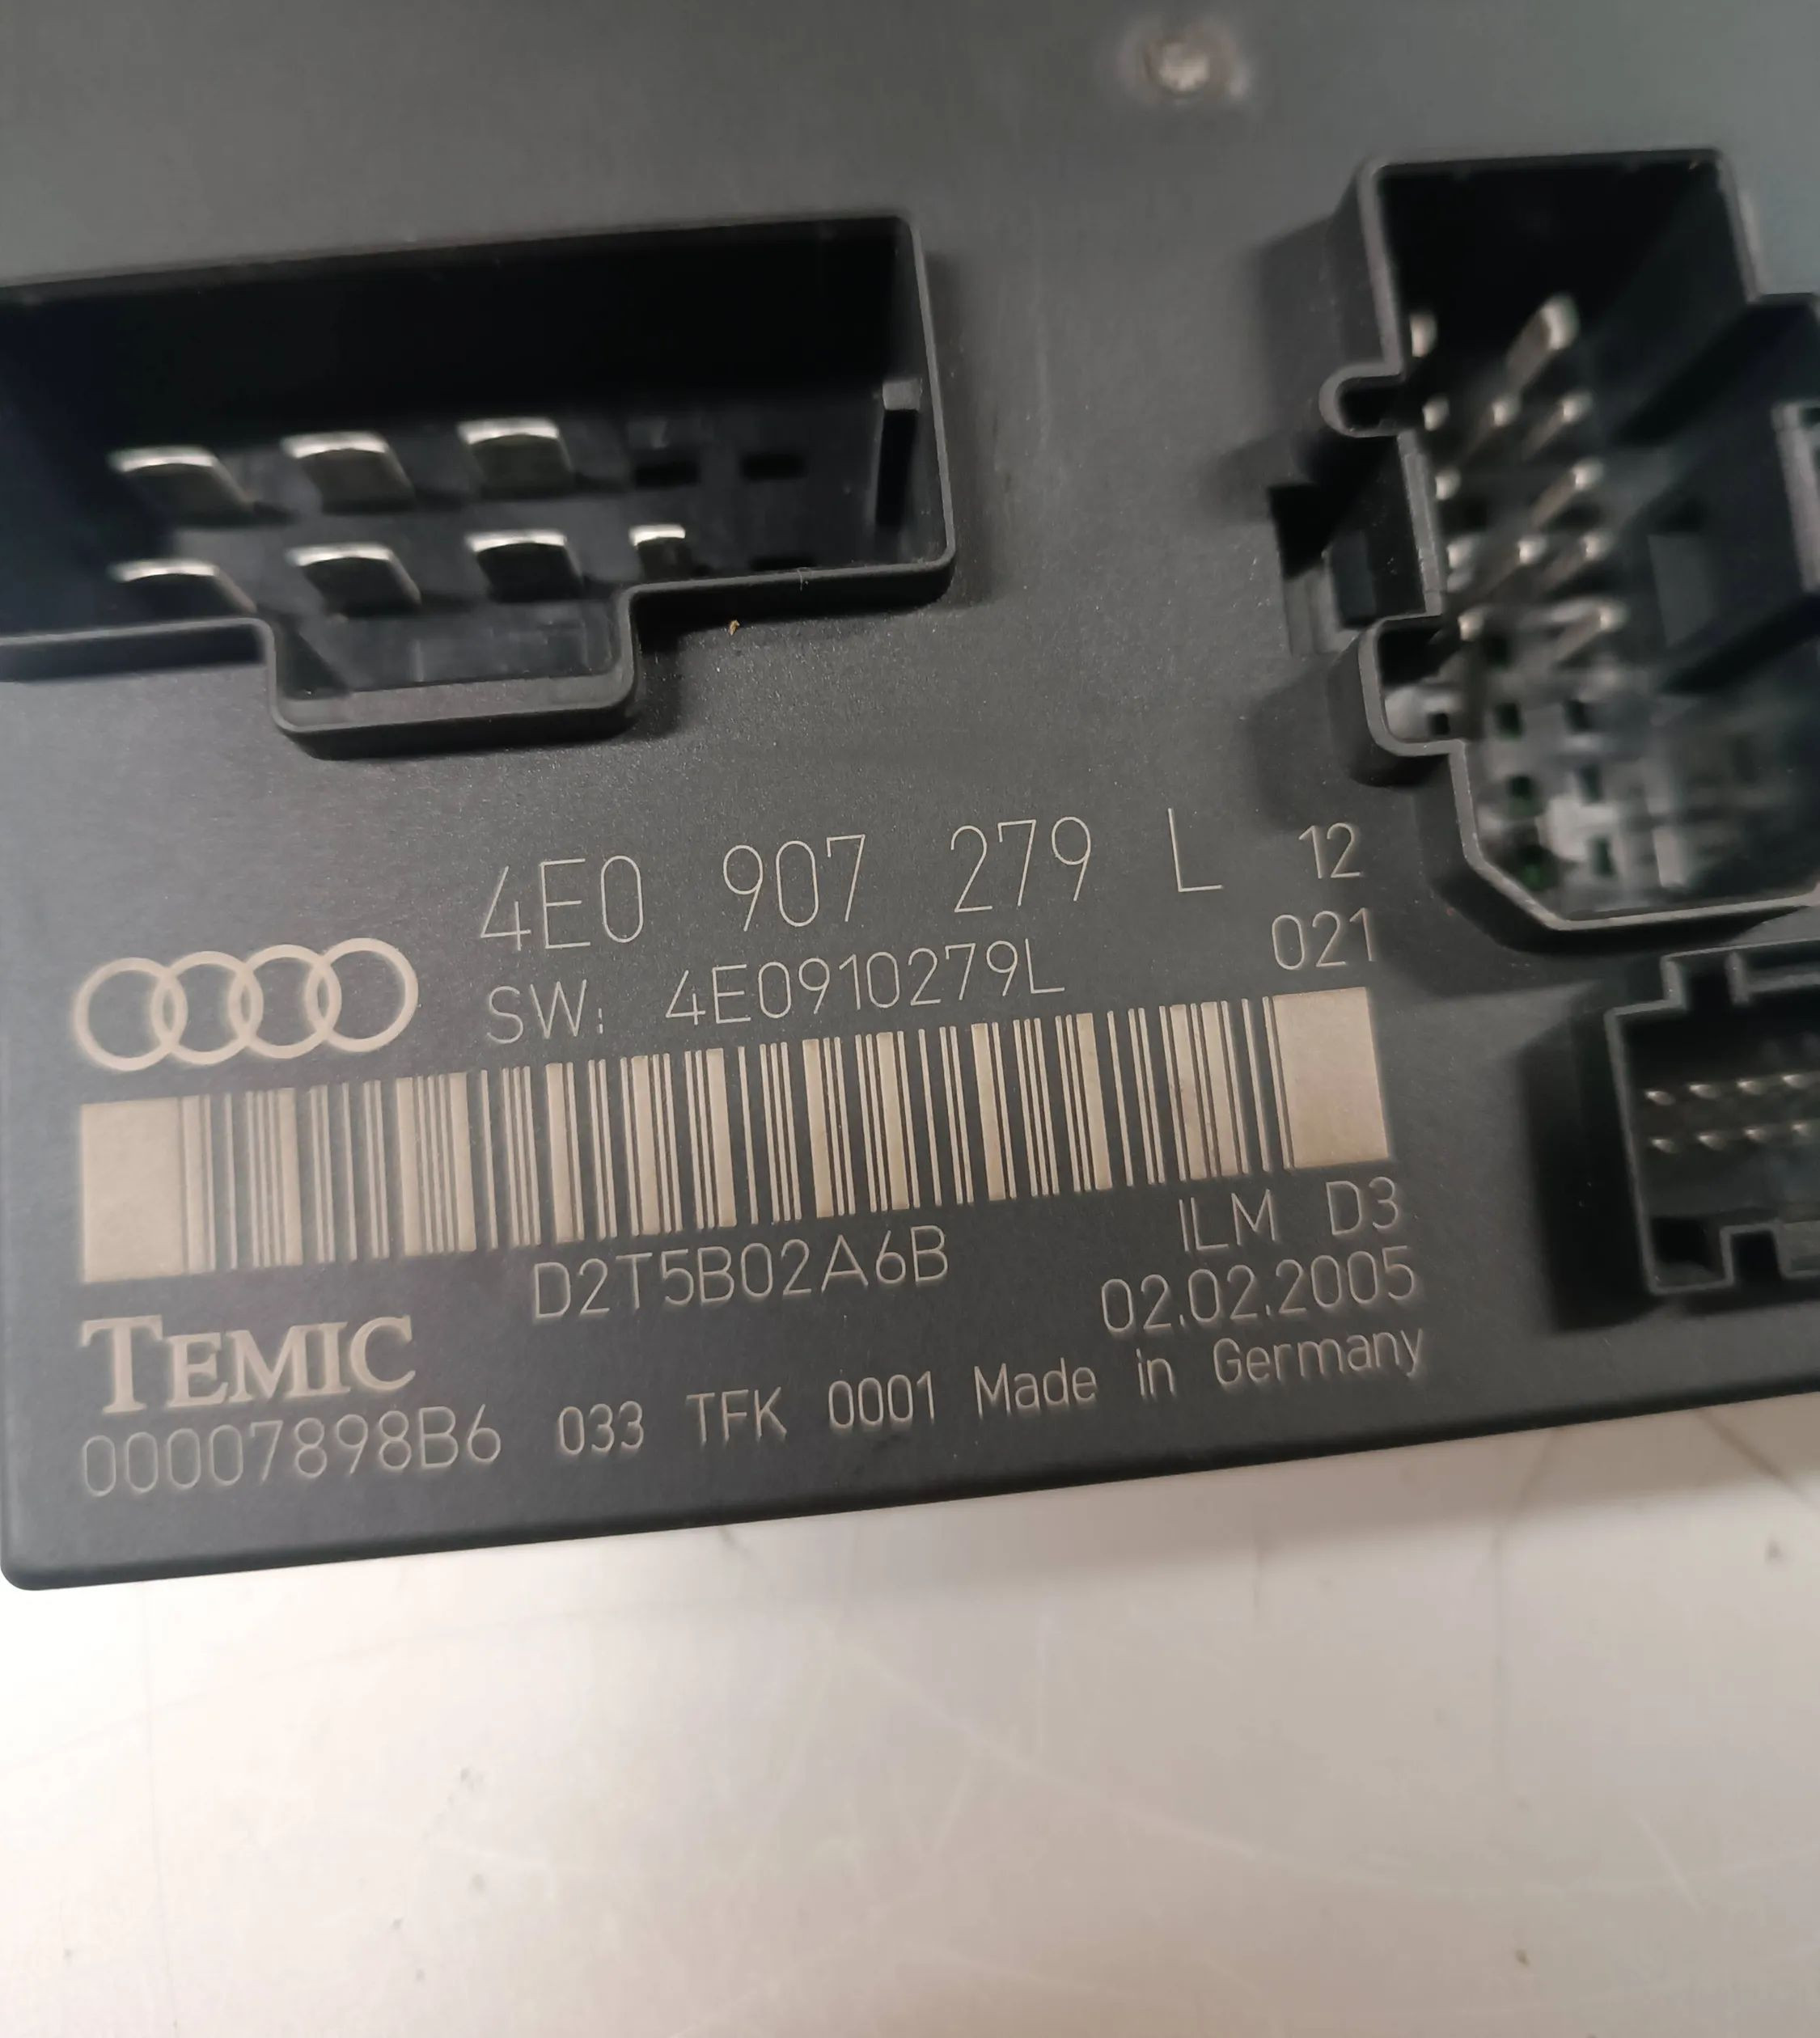 4E0 907 279 L 12
SW: 4E0910279L 021
D2T5B02A6B ILM D3
02.02.2005
TEMIC
00007898B6 033 TFK 0001 Made in Germany